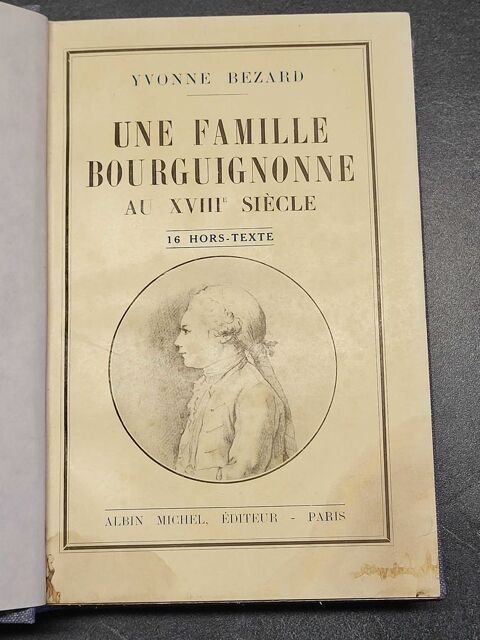 YVONNE BEZARD
UNE FAMILLE
BOURGUIGNONNE
AU XVIIIᴱ SIÈCLE
16 HORS-TEXTE
ALBIN MICHEL, ÉDITEUR - PARIS